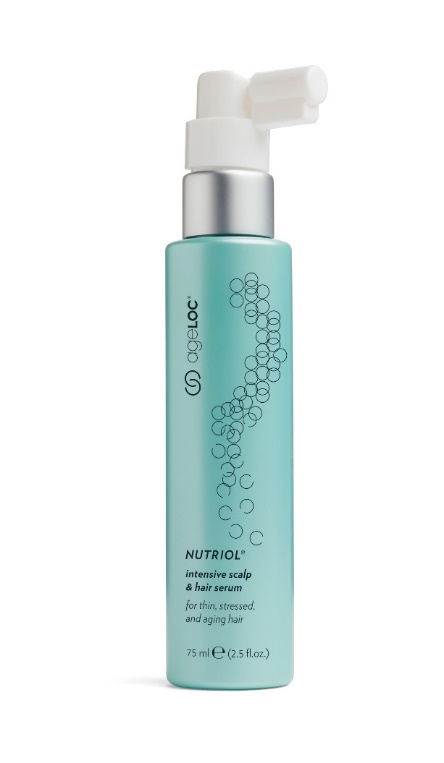 ageLOC®
NUTRIOL®
intensive scalp
& hair serum
for thin, stressed,
and aging hair
75 ml ℮ (2.5 fl.oz.)